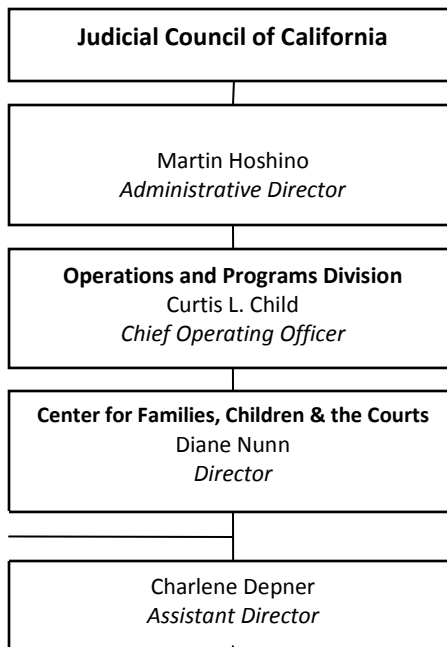 Judicial Council of California
Martin Hoshino
Administrative Director
Operations and Programs Division
Curtis L. Child
Chief Operating Officer
Center for Families, Children & the Courts
Diane Nunn
Director
Charlene Depner
Assistant Director